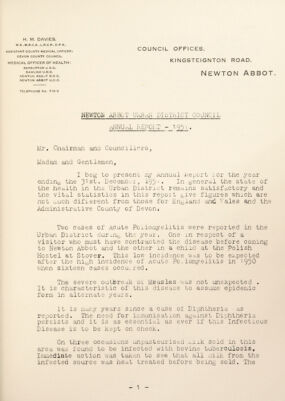 H. M. DAVIES,
M.B., M.R.C.S., L.R.C.P., D.P.H.,
ASSISTANT COUNTY MEDICAL OFFICER,
DEVON COUNTY COUNCIL.
MEDICAL OFFICER OF HEALTH:
DAWLISH U.D.C.
NEWTON ABBOT R.D.C.
NEWTON ABBOT U.D.C.
TELEPHONE No.
COUNCIL OFFICES,
KINGSTEIGNTON ROAD,
NEWTON ABBOT.
NEWTON ABBOT URBAN DISTRICT COUNCIL
ANNUAL REPORT - 1951.
Mr. Chairman and Councillors,
Madam and Gentlemen,
I beg to present my Annual Report for the year
ending the 31st. December, 1951. In general the state of
the health in the Urban District remains satisfactory and
the vital statistics in this report give figures which are
not much different from those for England and Wales and the
Administrative County of Devon.
Two cases of Acute Poliomyelitis were reported in the
Urban District during the year. One in respect of a
visitor who must have contracted the disease before coming
to Newton Abbot and the other in a child at the Polish
Hostel at Stover. This low incidence was to be expected
after the high incidence of Acute Poliomyelitis in 1950
when sixteen cases occurred.
The severe outbreak of Measles was not unexpected.
It is characteristic of this disease to assume epidemic
form in alternate years.
It is many years since a case of Diphtheria was
reported. The need for immunisation against Diphtheria
persists and it is as essential as ever if this Infectious
Disease is to be kept in check.
On three occasions unpasteurised milk sold in this
area was found to be infected with bovine tuberculosis.
Immediate action was taken to see that all milk from the
infected source was heat treated before being sold. The
- 1 -